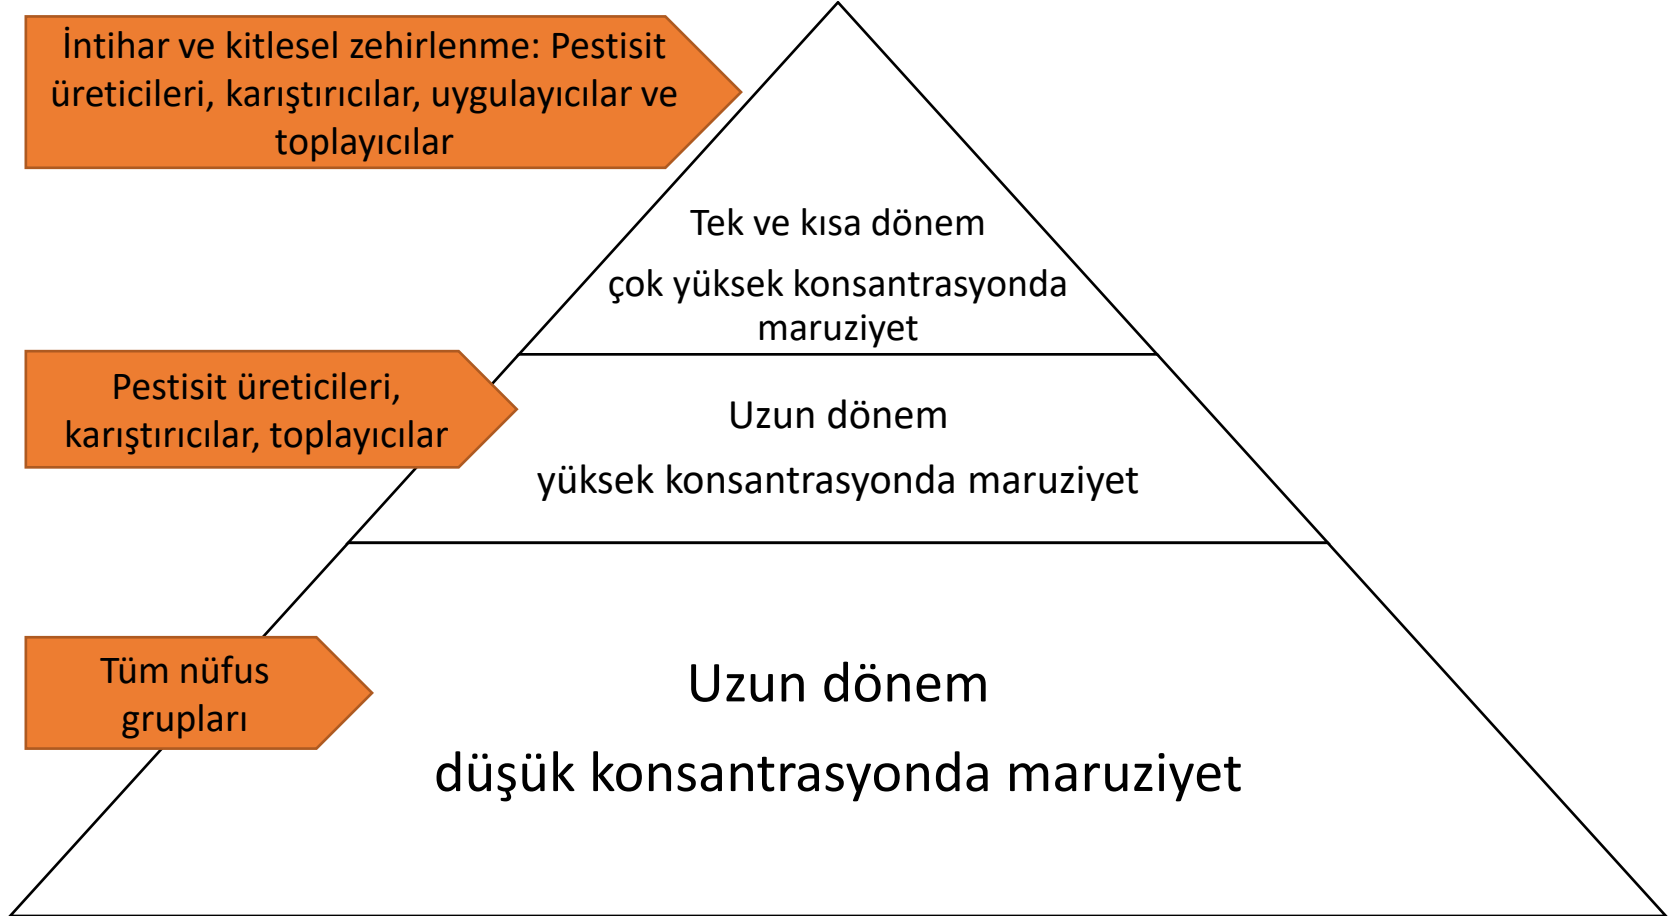 İntihar ve kitlesel zehirlenme: Pestisit
üreticileri, karıştırıcılar, uygulayıcılar ve
toplayıcılar
Tek ve kısa dönem
çok yüksek konsantrasyonda
maruziyet
Pestisit üreticileri,
karıştırıcılar, toplayıcılar
Uzun dönem
yüksek konsantrasyonda maruziyet
Tüm nüfus
grupları
Uzun dönem
düşük konsantrasyonda maruziyet